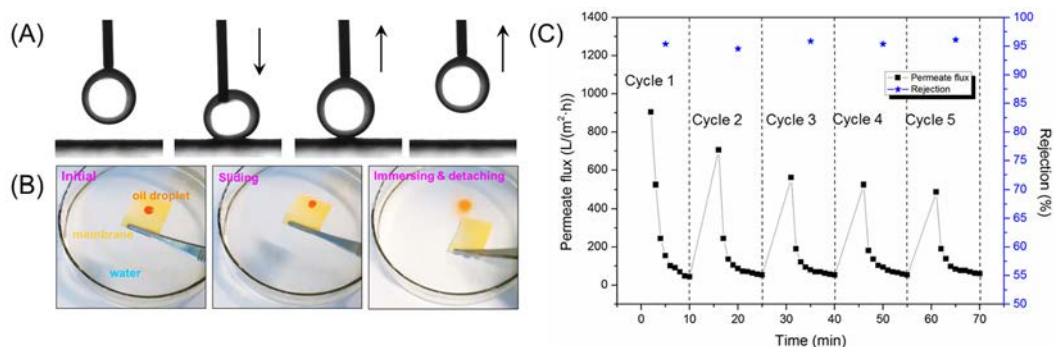 (A)
(B)
Initial
oil droplet
membrane
water
Sliding
Immersing & detaching
(C)
1400
1200
1000
800
600
400
200
0
Permeate flux (L/(m²·h)
100
95
90
85
80
75
70
65
60
55
50
Rejection (%)
Cycle 1
Cycle 2
Cycle 3
Cycle 4
Cycle 5
Permeate flux
Rejection
0 10 20 30 40 50 60 70
Time (min)